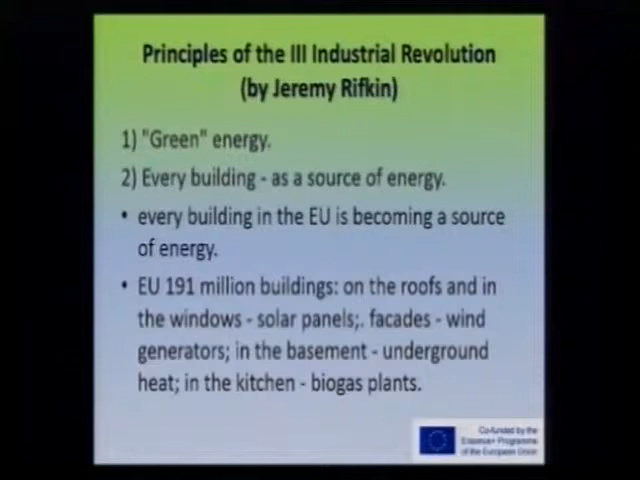 Principles of the III Industrial Revolution
(by Jeremy Rifkin)
1) "Green" energy.
2) Every building - as a source of energy.
• every building in the EU is becoming a source
of energy.
• EU 191 million buildings: on the roofs and in
the windows - solar panels;. facades - wind
generators; in the basement - underground
heat; in the kitchen - biogas plants.
Co-funded by the
Erasmus+ Programme
of the European Union